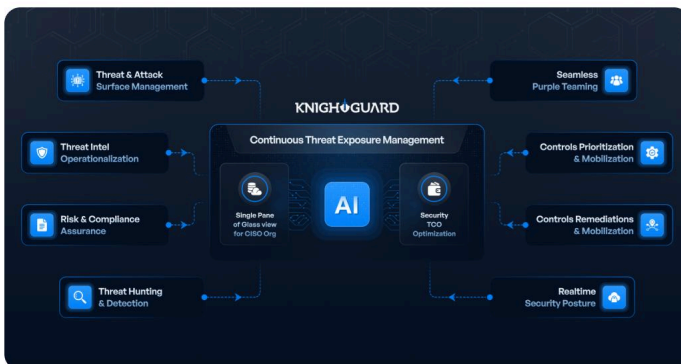 Threat & Attack
Surface Management
Seamless
Purple Teaming
KNIGHTGUARD
Continuous Threat Exposure Management
Threat Intel
Operationalization
Controls Prioritization
& Mobilization
Single Pane
of Glass view
for CISO Org
AI
Security
TCO
Optimization
Risk & Compliance
Assurance
Controls Remediations
& Mobilization
Threat Hunting
& Detection
Realtime
Security Posture